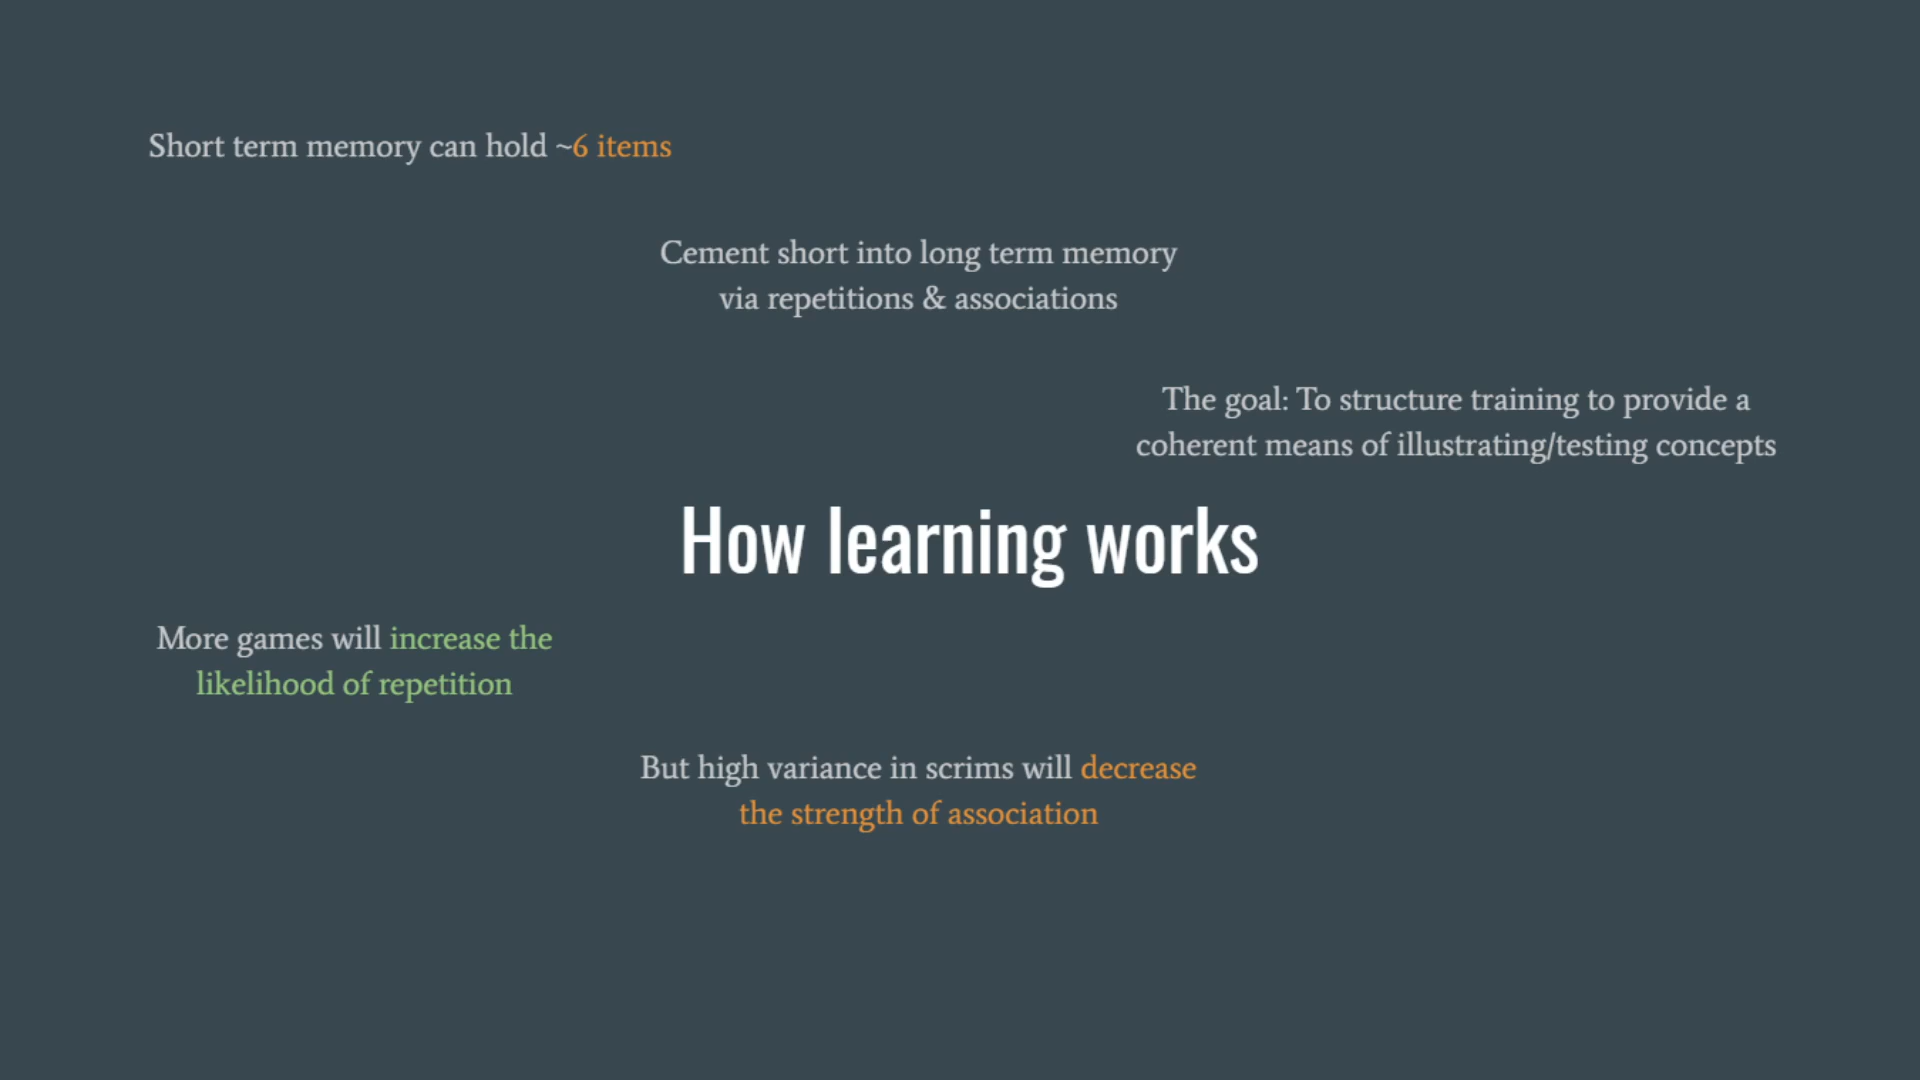 Short term memory can hold ~6 items
Cement short into long term memory
via repetitions & associations
The goal: To structure training to provide a
coherent means of illustrating/testing concepts
How learning works
More games will increase the
likelihood of repetition
But high variance in scrims will decrease
the strength of association